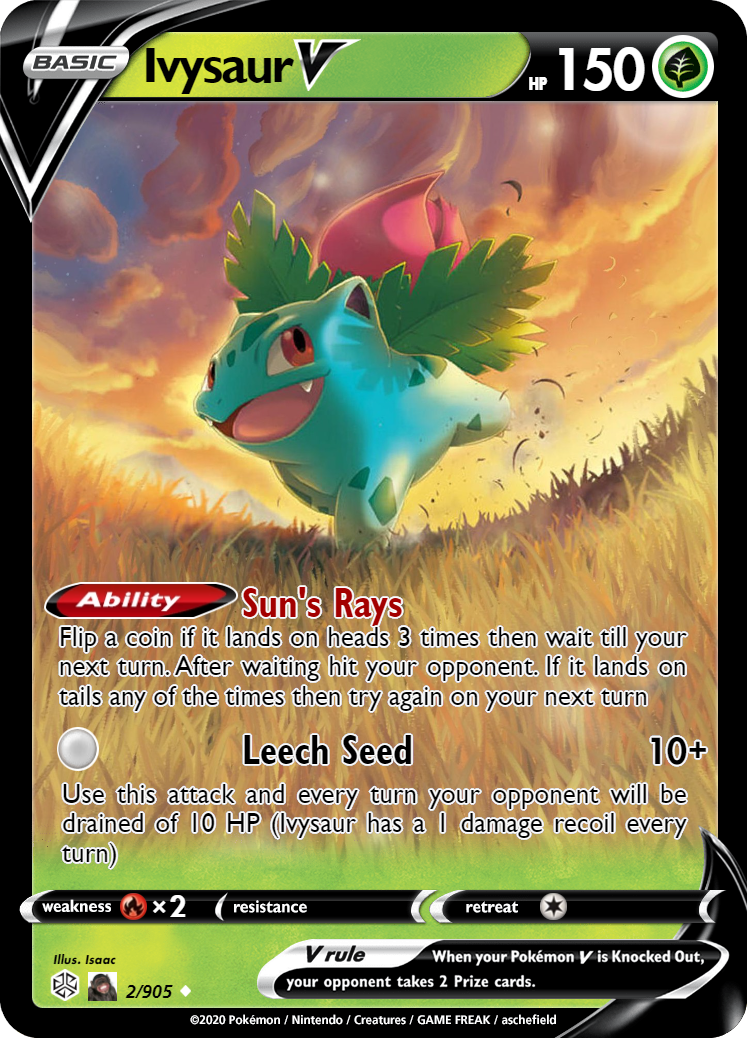 BASIC Ivysaur V HP 150
Ability Sun's Rays
Flip a coin if it lands on heads 3 times then wait till your
next turn. After waiting hit your opponent. If it lands on
tails any of the times then try again on your next turn
Leech Seed 10+
Use this attack and every turn your opponent will be
drained of 10 HP (Ivysaur has a 1 damage recoil every
turn)
weakness ×2 resistance retreat
Illus. Isaac
2/905
V rule When your Pokémon V is Knocked Out,
your opponent takes 2 Prize cards.
©2020 Pokémon / Nintendo / Creatures / GAME FREAK / aschefield